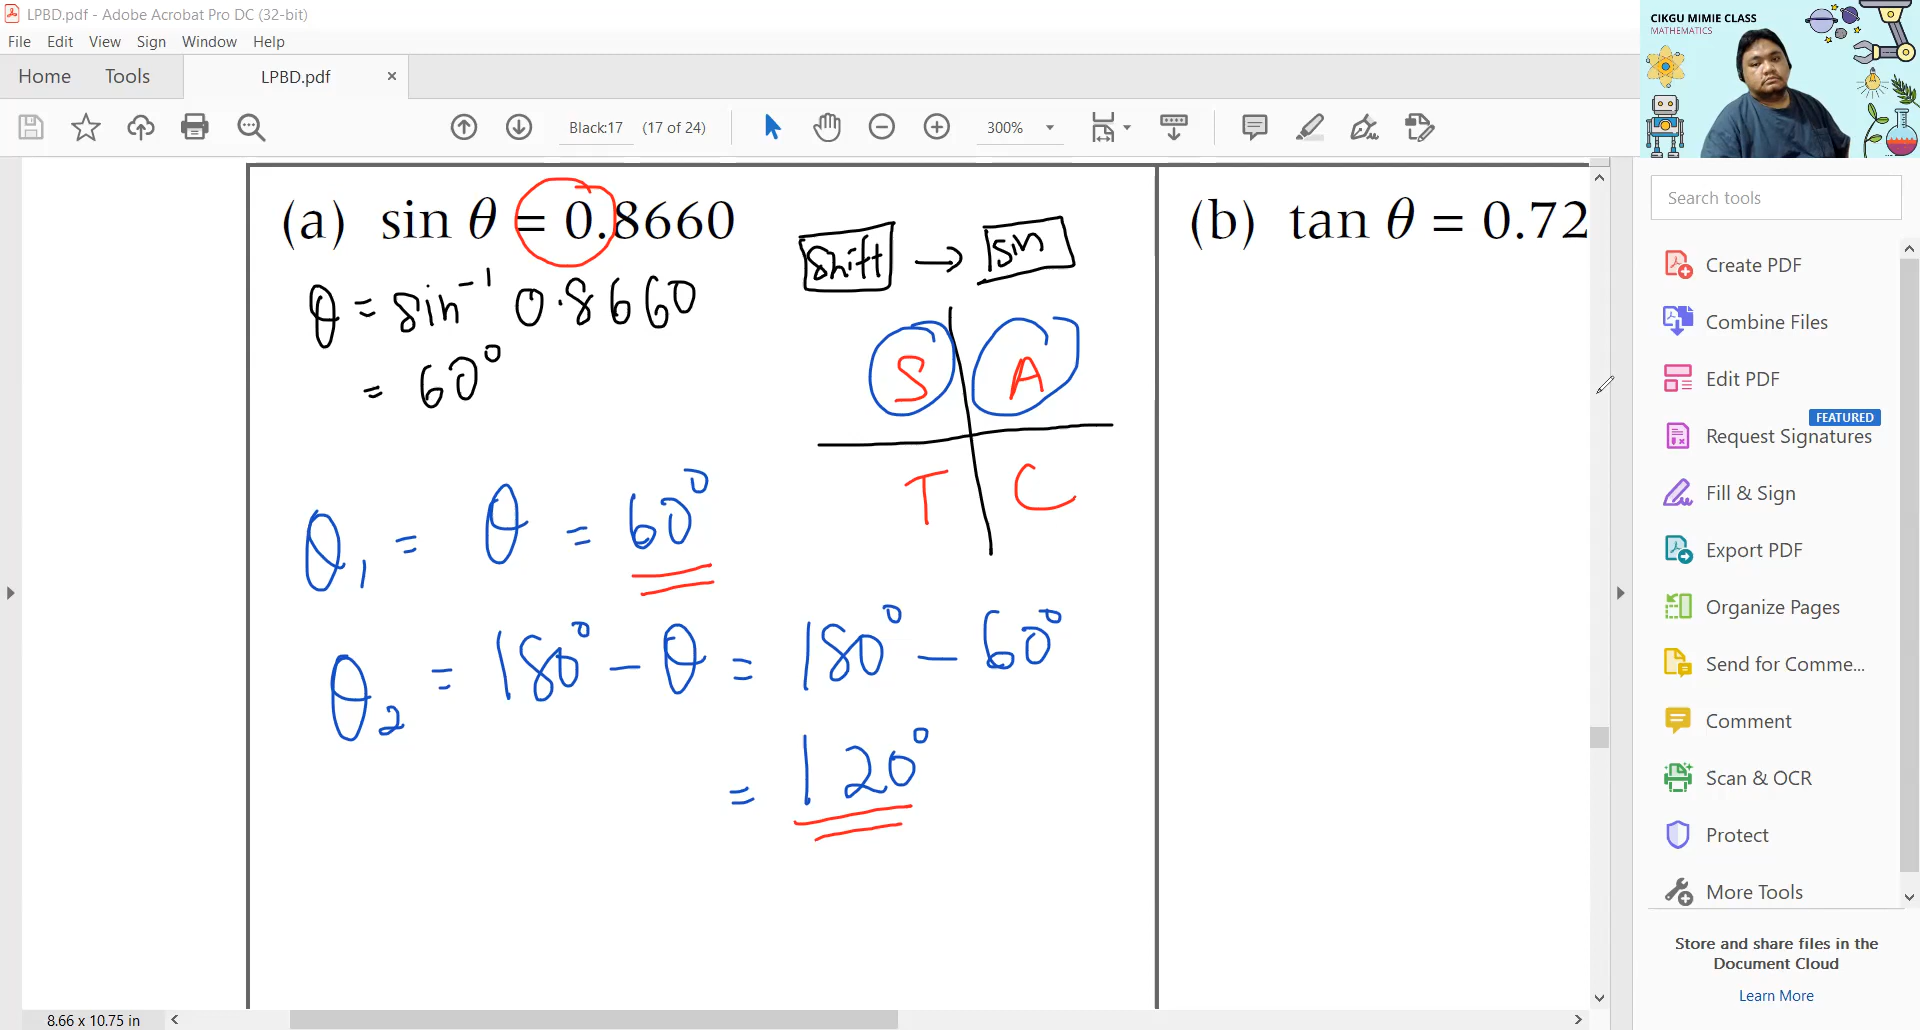 LPBD.pdf - Adobe Acrobat Pro DC (32-bit)
File Edit View Sign Window Help
Home Tools LPBD.pdf ×
Black:17 (17 of 24) 300%
CIKGU MIMIE CLASS
MATHEMATICS
(a) sin θ = 0.8660
shift → sin
θ = sin⁻¹ 0.8660
= 60°
S A
T C
θ₁ = θ = 60°
θ₂ = 180° - θ = 180° - 60°
= 120°
(b) tan θ = 0.72
Search tools
Create PDF
Combine Files
Edit PDF
FEATURED
Request Signatures
Fill & Sign
Export PDF
Organize Pages
Send for Comme...
Comment
Scan & OCR
Protect
More Tools
Store and share files in the
Document Cloud
Learn More
8.66 x 10.75 in